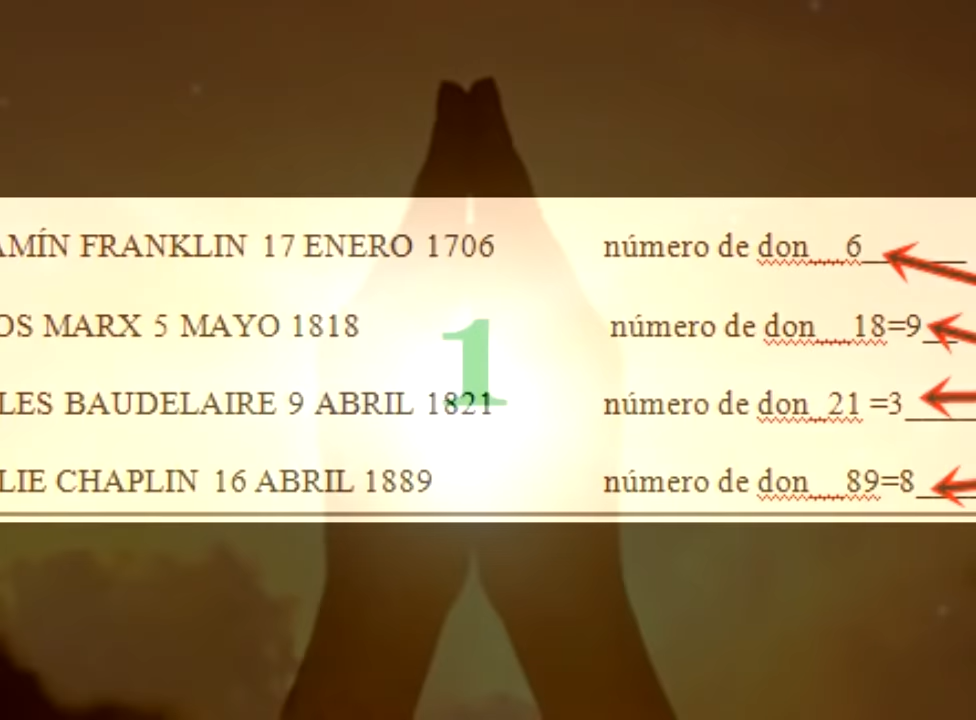 AMÍN FRANKLIN 17 ENERO 1706 número de don 6
OS MARX 5 MAYO 1818 número de don 18=9
LES BAUDELAIRE 9 ABRIL 1821 número de don 21 =3
LIE CHAPLIN 16 ABRIL 1889 número de don 89=8
1